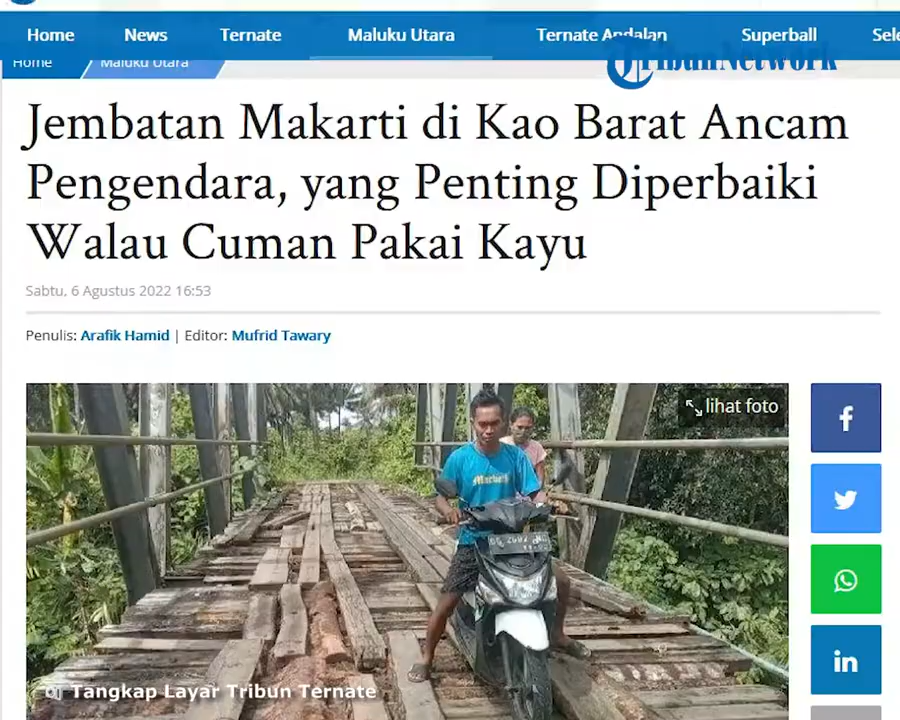 Home News Ternate Maluku Utara Ternate Andalan Superball Sele
TribunNetwork
Home Maluku Utara
Jembatan Makarti di Kao Barat Ancam
Pengendara, yang Penting Diperbaiki
Walau Cuman Pakai Kayu
Sabtu, 6 Agustus 2022 16:53
Penulis: Arafik Hamid | Editor: Mufrid Tawary
lihat foto
Tangkap Layar Tribun Ternate